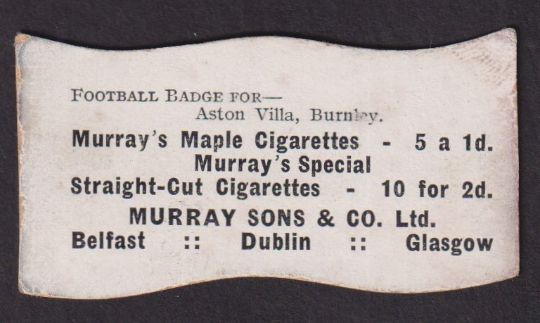 FOOTBALL BADGE FOR—
Aston Villa, Burnley.
Murray's Maple Cigarettes - 5 a 1d.
Murray's Special
Straight-Cut Cigarettes - 10 for 2d.
MURRAY SONS & CO. Ltd.
Belfast :: Dublin :: Glasgow